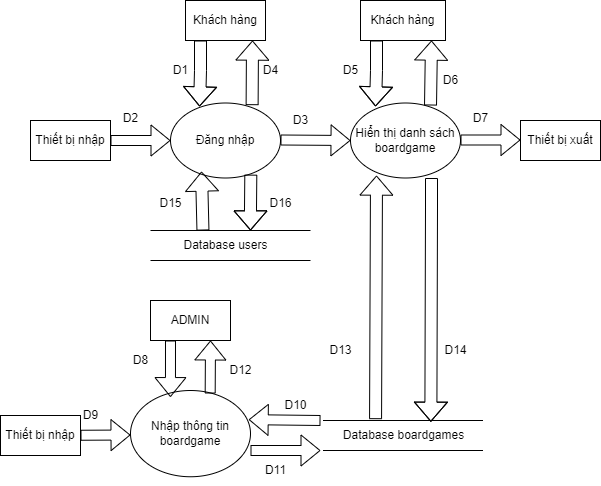 Khách hàng
Khách hàng
D1
D4
D5
D6
D2
D3
D7
Thiết bị nhập
Đăng nhập
Hiển thị danh sách
boardgame
Thiết bị xuất
D15
D16
Database users
ADMIN
D8
D12
D13
D14
D9
D10
Thiết bị nhập
Nhập thông tin
boardgame
Database boardgames
D11